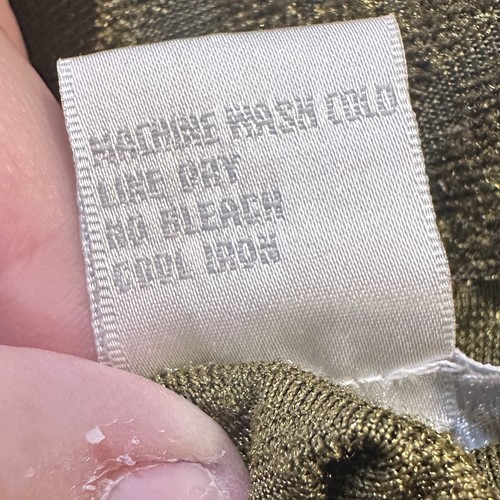 MACHINE WASH COLD
LINE DRY
NO BLEACH
COOL IRON